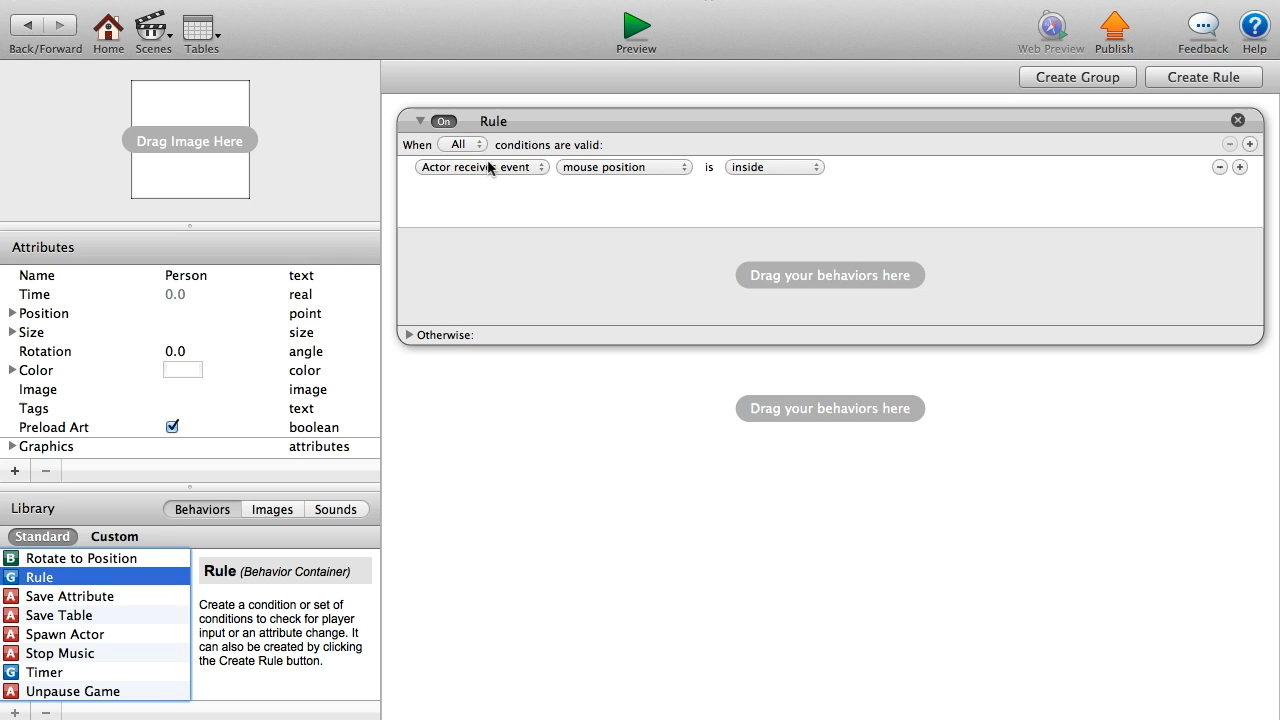 Back/Forward
Home
Scenes
Tables
Preview
Web Preview
Publish
Feedback
Help
Create Group
Create Rule
Drag Image Here
On Rule
When All conditions are valid:
Actor receives event mouse position is inside
Drag your behaviors here
Otherwise:
Drag your behaviors here
Attributes
Name Person text
Time 0.0 real
Position point
Size size
Rotation 0.0 angle
Color color
Image image
Tags text
Preload Art boolean
Graphics attributes
Library Behaviors Images Sounds
Standard Custom
B Rotate to Position
G Rule
A Save Attribute
A Save Table
A Spawn Actor
A Stop Music
G Timer
A Unpause Game
Rule (Behavior Container)
Create a condition or set of
conditions to check for player
input or an attribute change. It
can also be created by clicking
the Create Rule button.